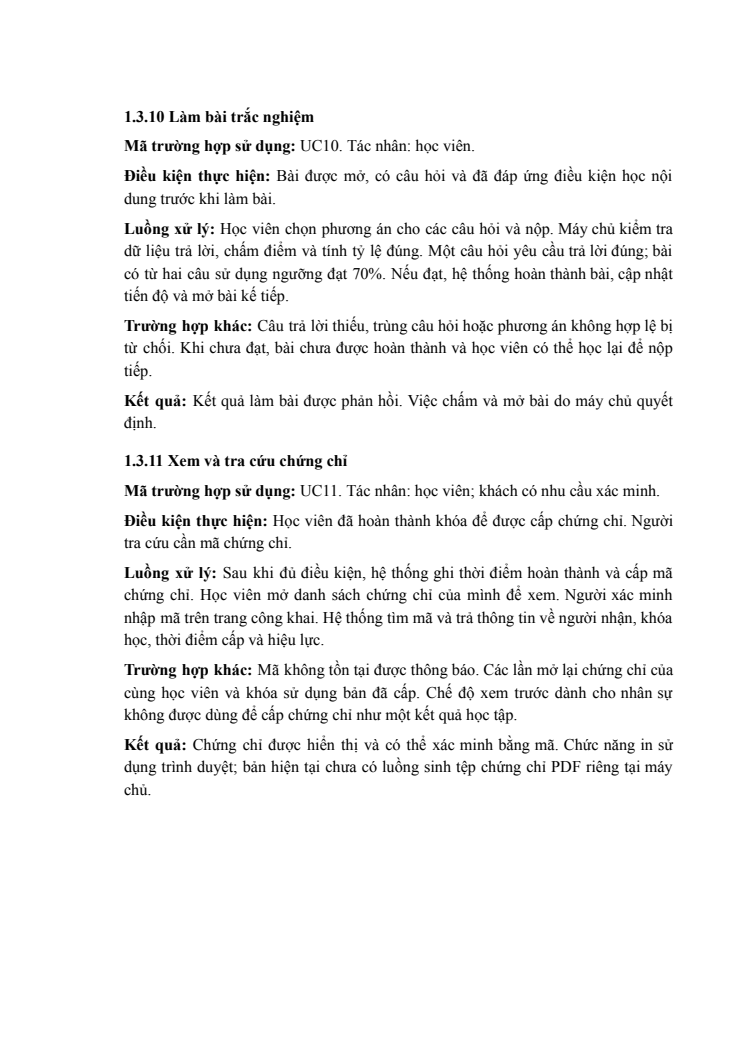 1.3.10 Làm bài trắc nghiệm
Mã trường hợp sử dụng: UC10. Tác nhân: học viên.
Điều kiện thực hiện: Bài được mở, có câu hỏi và đã đáp ứng điều kiện học nội
dung trước khi làm bài.
Luồng xử lý: Học viên chọn phương án cho các câu hỏi và nộp. Máy chủ kiểm tra
dữ liệu trả lời, chấm điểm và tính tỷ lệ đúng. Một câu hỏi yêu cầu trả lời đúng; bài
có từ hai câu sử dụng ngưỡng đạt 70%. Nếu đạt, hệ thống hoàn thành bài, cập nhật
tiến độ và mở bài kế tiếp.
Trường hợp khác: Câu trả lời thiếu, trùng câu hỏi hoặc phương án không hợp lệ bị
từ chối. Khi chưa đạt, bài chưa được hoàn thành và học viên có thể học lại để nộp
tiếp.
Kết quả: Kết quả làm bài được phản hồi. Việc chấm và mở bài do máy chủ quyết
định.
1.3.11 Xem và tra cứu chứng chỉ
Mã trường hợp sử dụng: UC11. Tác nhân: học viên; khách có nhu cầu xác minh.
Điều kiện thực hiện: Học viên đã hoàn thành khóa để được cấp chứng chỉ. Người
tra cứu cần mã chứng chỉ.
Luồng xử lý: Sau khi đủ điều kiện, hệ thống ghi thời điểm hoàn thành và cấp mã
chứng chỉ. Học viên mở danh sách chứng chỉ của mình để xem. Người xác minh
nhập mã trên trang công khai. Hệ thống tìm mã và trả thông tin về người nhận, khóa
học, thời điểm cấp và hiệu lực.
Trường hợp khác: Mã không tồn tại được thông báo. Các lần mở lại chứng chỉ của
cùng học viên và khóa sử dụng bản đã cấp. Chế độ xem trước dành cho nhân sự
không được dùng để cấp chứng chỉ như một kết quả học tập.
Kết quả: Chứng chỉ được hiển thị và có thể xác minh bằng mã. Chức năng in sử
dụng trình duyệt; bản hiện tại chưa có luồng sinh tệp chứng chỉ PDF riêng tại máy
chủ.